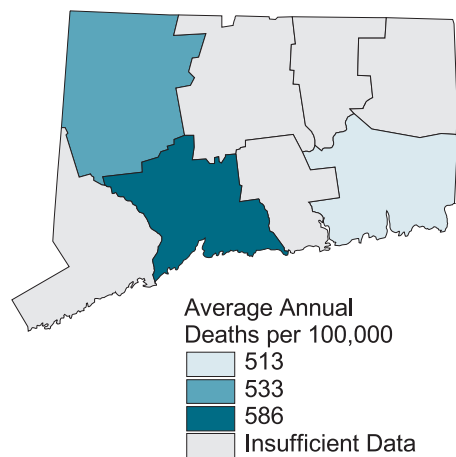 Average Annual
Deaths per 100,000
513
533
586
Insufficient Data